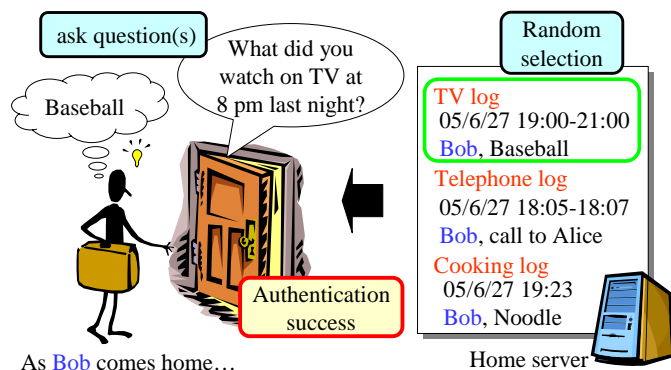 ask question(s)
What did you
watch on TV at
8 pm last night?
Baseball
Random
selection
TV log
05/6/27 19:00-21:00
Bob, Baseball
Telephone log
05/6/27 18:05-18:07
Bob, call to Alice
Cooking log
05/6/27 19:23
Bob, Noodle
Authentication
success
As Bob comes home…
Home server